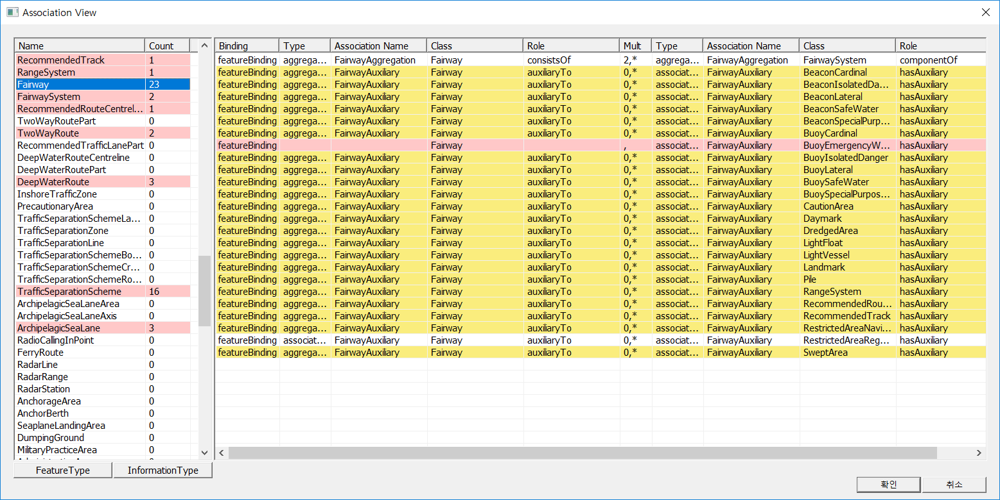 Association View
Name Count
RecommendedTrack 1
RangeSystem 1
Fairway 23
FairwaySystem 2
RecommendedRouteCentrel... 1
TwoWayRoutePart 0
TwoWayRoute 2
RecommendedTrafficLanePart 0
DeepWaterRouteCentreline 0
DeepWaterRoutePart 0
DeepWaterRoute 3
InshoreTrafficZone 0
PrecautionaryArea 0
TrafficSeparationSchemeLa... 0
TrafficSeparationZone 0
TrafficSeparationLine 0
TrafficSeparationSchemeBo... 0
TrafficSeparationSchemeCr... 0
TrafficSeparationSchemeRo... 0
TrafficSeparationScheme 16
ArchipelagicSeaLaneArea 0
ArchipelagicSeaLaneAxis 0
ArchipelagicSeaLane 3
RadioCallingInPoint 0
FerryRoute 0
RadarLine 0
RadarRange 0
RadarStation 0
AnchorageArea 0
AnchorBerth 0
SeaplaneLandingArea 0
DumpingGround 0
MilitaryPracticeArea 0
FeatureType InformationType
Binding Type Association Name Class Role Mult Type Association Name Class Role
featureBinding aggrega... FairwayAggregation Fairway consistsOf 2,* aggrega... FairwayAggregation FairwaySystem componentOf
featureBinding aggrega... FairwayAuxiliary Fairway auxiliaryTo 0,* associat... FairwayAuxiliary BeaconCardinal hasAuxiliary
featureBinding aggrega... FairwayAuxiliary Fairway auxiliaryTo 0,* associat... FairwayAuxiliary BeaconIsolatedDa... hasAuxiliary
featureBinding aggrega... FairwayAuxiliary Fairway auxiliaryTo 0,* associat... FairwayAuxiliary BeaconLateral hasAuxiliary
featureBinding aggrega... FairwayAuxiliary Fairway auxiliaryTo 0,* associat... FairwayAuxiliary BeaconSafeWater hasAuxiliary
featureBinding aggrega... FairwayAuxiliary Fairway auxiliaryTo 0,* associat... FairwayAuxiliary BeaconSpecialPurp... hasAuxiliary
featureBinding aggrega... FairwayAuxiliary Fairway auxiliaryTo 0,* associat... FairwayAuxiliary BuoyCardinal hasAuxiliary
featureBinding Fairway , associat... FairwayAuxiliary BuoyEmergencyW... hasAuxiliary
featureBinding aggrega... FairwayAuxiliary Fairway auxiliaryTo 0,* associat... FairwayAuxiliary BuoyIsolatedDanger hasAuxiliary
featureBinding aggrega... FairwayAuxiliary Fairway auxiliaryTo 0,* associat... FairwayAuxiliary BuoyLateral hasAuxiliary
featureBinding aggrega... FairwayAuxiliary Fairway auxiliaryTo 0,* associat... FairwayAuxiliary BuoySafeWater hasAuxiliary
featureBinding aggrega... FairwayAuxiliary Fairway auxiliaryTo 0,* associat... FairwayAuxiliary BuoySpecialPurpos... hasAuxiliary
featureBinding aggrega... FairwayAuxiliary Fairway auxiliaryTo 0,* associat... FairwayAuxiliary CautionArea hasAuxiliary
featureBinding aggrega... FairwayAuxiliary Fairway auxiliaryTo 0,* associat... FairwayAuxiliary Daymark hasAuxiliary
featureBinding aggrega... FairwayAuxiliary Fairway auxiliaryTo 0,* associat... FairwayAuxiliary DredgedArea hasAuxiliary
featureBinding aggrega... FairwayAuxiliary Fairway auxiliaryTo 0,* associat... FairwayAuxiliary LightFloat hasAuxiliary
featureBinding aggrega... FairwayAuxiliary Fairway auxiliaryTo 0,* associat... FairwayAuxiliary LightVessel hasAuxiliary
featureBinding aggrega... FairwayAuxiliary Fairway auxiliaryTo 0,* associat... FairwayAuxiliary Landmark hasAuxiliary
featureBinding aggrega... FairwayAuxiliary Fairway auxiliaryTo 0,* associat... FairwayAuxiliary Pile hasAuxiliary
featureBinding aggrega... FairwayAuxiliary Fairway auxiliaryTo 0,* associat... FairwayAuxiliary RangeSystem hasAuxiliary
featureBinding aggrega... FairwayAuxiliary Fairway auxiliaryTo 0,* associat... FairwayAuxiliary RecommendedRou... hasAuxiliary
featureBinding aggrega... FairwayAuxiliary Fairway auxiliaryTo 0,* associat... FairwayAuxiliary RecommendedTrack hasAuxiliary
featureBinding aggrega... FairwayAuxiliary Fairway auxiliaryTo 0,* associat... FairwayAuxiliary RestrictedAreaNavi... hasAuxiliary
featureBinding associat... FairwayAuxiliary Fairway auxiliaryTo 0,* associat... FairwayAuxiliary RestrictedAreaReg... hasAuxiliary
featureBinding aggrega... FairwayAuxiliary Fairway auxiliaryTo 0,* associat... FairwayAuxiliary SweptArea hasAuxiliary
확인 취소